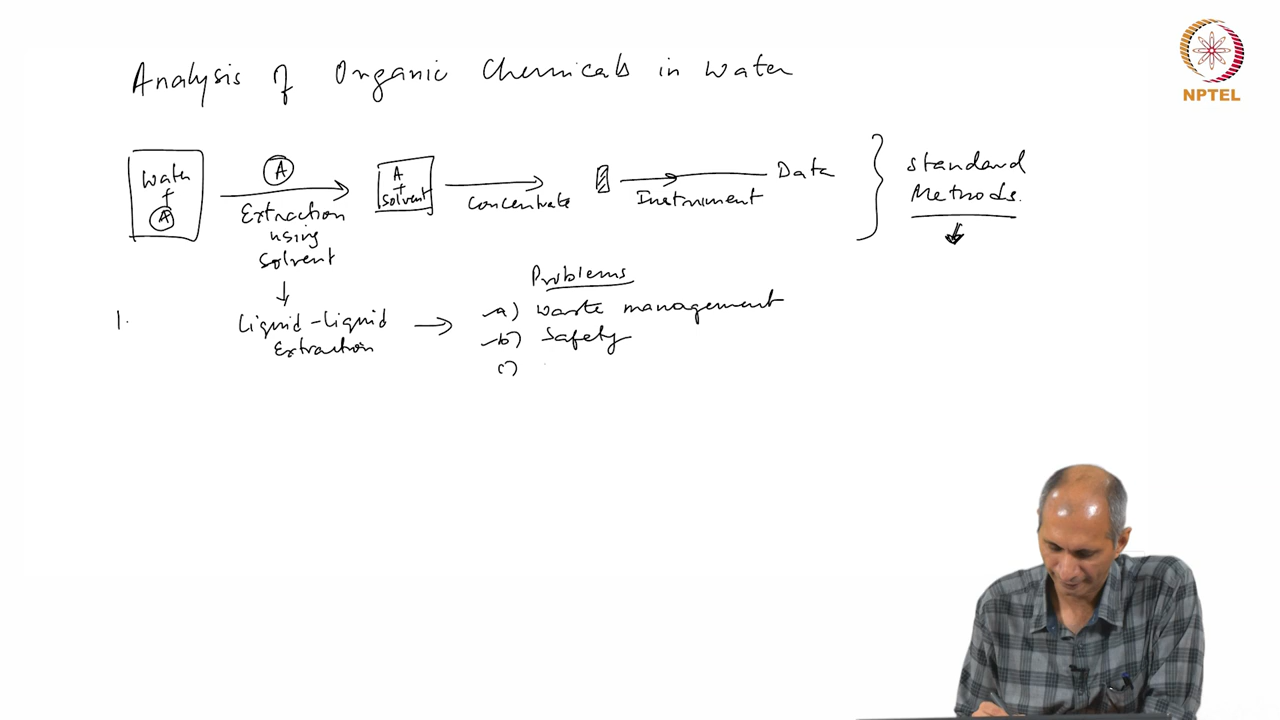 Analysis of Organic Chemicals in water
NPTEL
water
+
A
A
Extraction
using
solvent
A
+
solvent
Concentrate
Instrument
Data
Standard
Methods.
1.
Liquid-Liquid
Extraction
Problems
a) waste management
b) Safety
c)